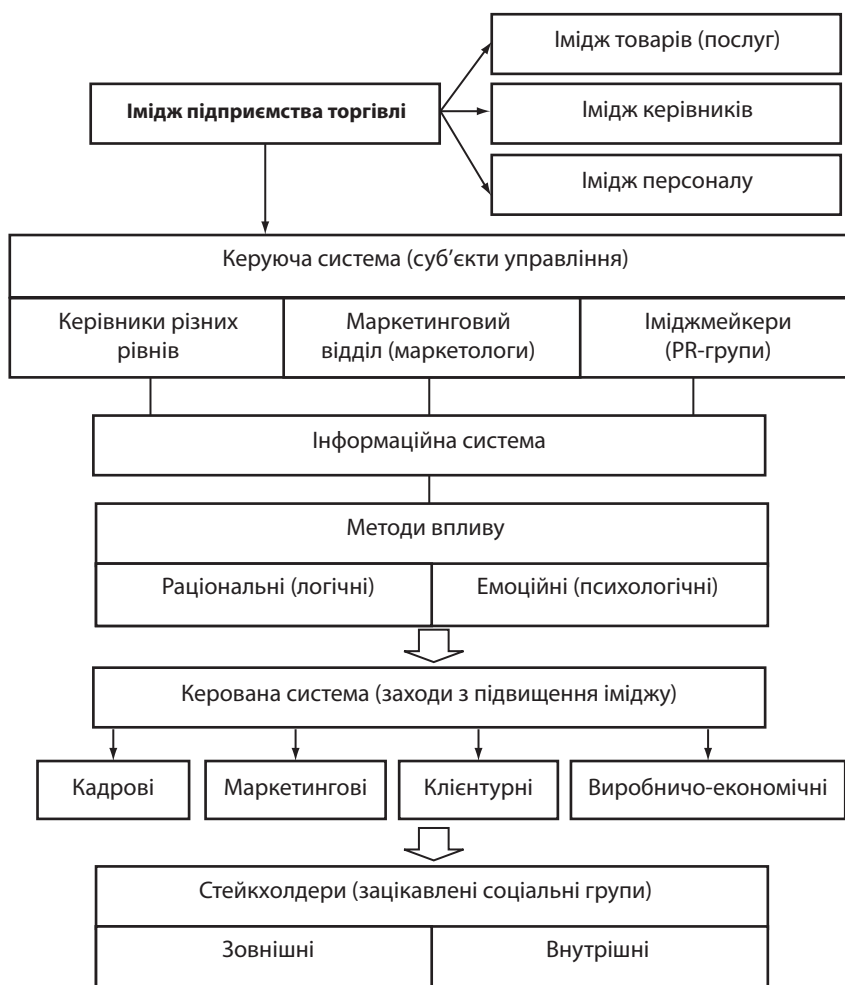 Імідж товарів (послуг)
Імідж підприємства торгівлі
Імідж керівників
Імідж персоналу
Керуюча система (суб’єкти управління)
Керівники різних
рівнів
Маркетинговий
відділ (маркетологи)
Іміджмейкери
(PR-групи)
Інформаційна система
Методи впливу
Раціональні (логічні)
Емоційні (психологічні)
Керована система (заходи з підвищення іміджу)
Кадрові
Маркетингові
Клієнтурні
Виробничо-економічні
Стейкхолдери (зацікавлені соціальні групи)
Зовнішні
Внутрішні